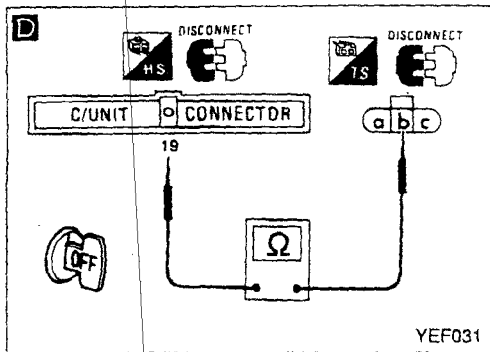 D
DISCONNECT
DISCONNECT
HS
TS
C/UNIT O CONNECTOR
a b c
19
OFF
Ω
YEF031